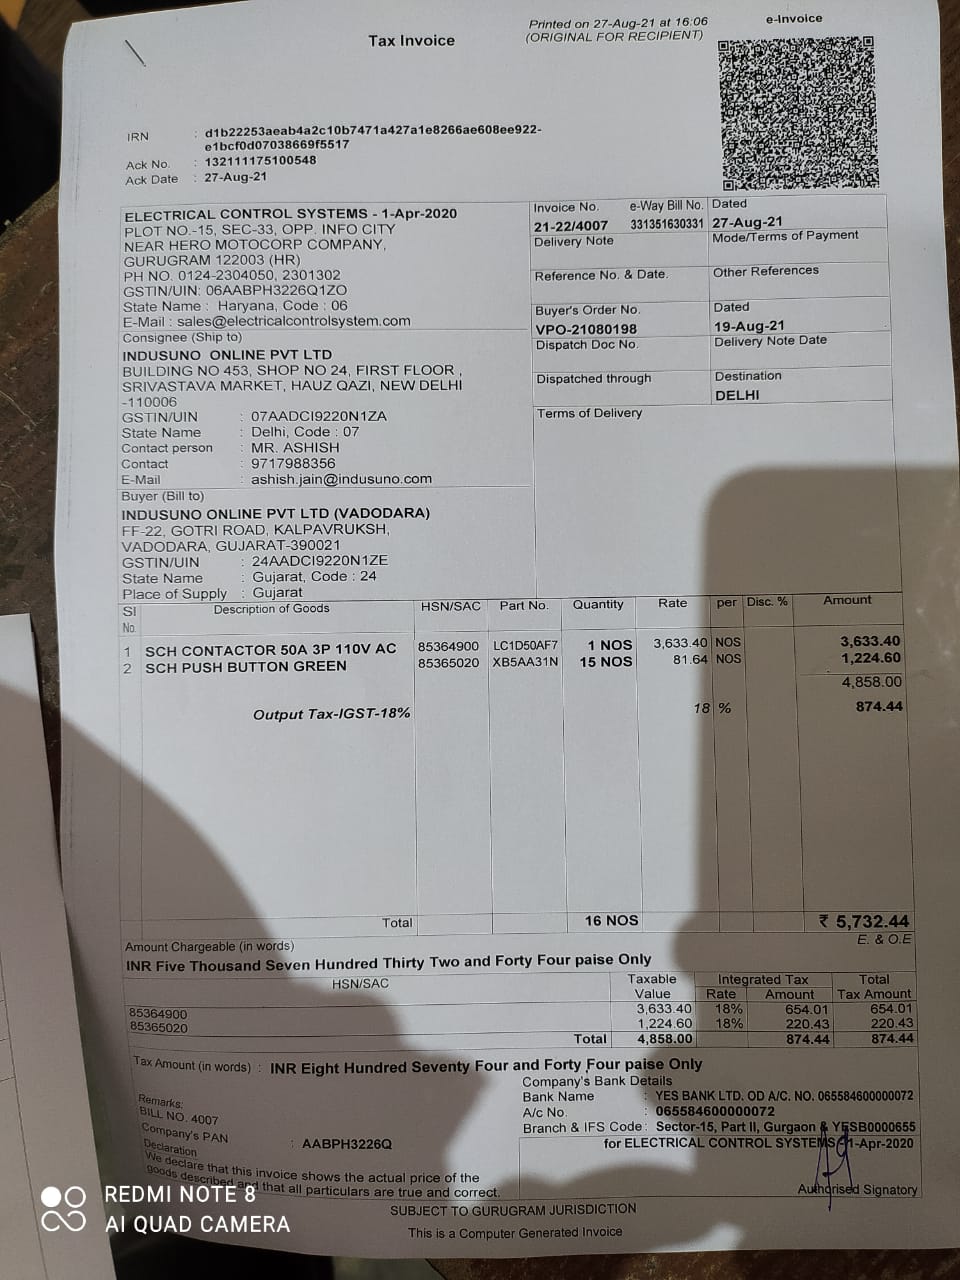 Printed on 27-Aug-21 at 16:06
(ORIGINAL FOR RECIPIENT)
e-Invoice
Tax Invoice
IRN : d1b22253aeab4a2c10b7471a427a1e8266ae608ee922-
e1bcf0d07038669f5517
Ack No. : 132111175100548
Ack Date : 27-Aug-21
ELECTRICAL CONTROL SYSTEMS - 1-Apr-2020
PLOT NO.-15, SEC-33, OPP. INFO CITY
NEAR HERO MOTOCORP COMPANY,
GURUGRAM 122003 (HR)
PH NO. 0124-2304050, 2301302
GSTIN/UIN: 06AABPH3226Q1ZO
State Name : Haryana, Code : 06
E-Mail : sales@electricalcontrolsystem.com
Consignee (Ship to)
INDUSUNO ONLINE PVT LTD
BUILDING NO 453, SHOP NO 24, FIRST FLOOR ,
SRIVASTAVA MARKET, HAUZ QAZI, NEW DELHI
-110006
GSTIN/UIN : 07AADCI9220N1ZA
State Name : Delhi, Code : 07
Contact person : MR. ASHISH
Contact : 9717988356
E-Mail : ashish.jain@indusuno.com
Buyer (Bill to)
INDUSUNO ONLINE PVT LTD (VADODARA)
FF-22, GOTRI ROAD, KALPAVRUKSH,
VADODARA, GUJARAT-390021
GSTIN/UIN : 24AADCI9220N1ZE
State Name : Gujarat, Code : 24
Place of Supply : Gujarat
Invoice No. e-Way Bill No. Dated
21-22/4007 331351630331 27-Aug-21
Delivery Note Mode/Terms of Payment
Reference No. & Date. Other References
Buyer's Order No. Dated
VPO-21080198 19-Aug-21
Dispatch Doc No. Delivery Note Date
Dispatched through Destination
DELHI
Terms of Delivery
Sl No. Description of Goods HSN/SAC Part No. Quantity Rate per Disc. % Amount
1 SCH CONTACTOR 50A 3P 110V AC 85364900 LC1D50AF7 1 NOS 3,633.40 NOS 3,633.40
2 SCH PUSH BUTTON GREEN 85365020 XB5AA31N 15 NOS 81.64 NOS 1,224.60
4,858.00
Output Tax-IGST-18% 18 % 874.44
Total 16 NOS ₹ 5,732.44
Amount Chargeable (in words) E. & O.E
INR Five Thousand Seven Hundred Thirty Two and Forty Four paise Only
HSN/SAC Taxable Value Integrated Tax Rate Amount Total Tax Amount
85364900 3,633.40 18% 654.01 654.01
85365020 1,224.60 18% 220.43 220.43
Total 4,858.00 874.44 874.44
Tax Amount (in words) : INR Eight Hundred Seventy Four and Forty Four paise Only
Company's Bank Details
Bank Name : YES BANK LTD. OD A/C. NO. 065584600000072
A/c No. : 065584600000072
Branch & IFS Code : Sector-15, Part II, Gurgaon & YESB0000655
Remarks:
BILL NO. 4007
Company's PAN : AABPH3226Q
Declaration
We declare that this invoice shows the actual price of the
goods described and that all particulars are true and correct.
for ELECTRICAL CONTROL SYSTEMS - 1-Apr-2020
Authorised Signatory
SUBJECT TO GURUGRAM JURISDICTION
This is a Computer Generated Invoice
REDMI NOTE 8
AI QUAD CAMERA